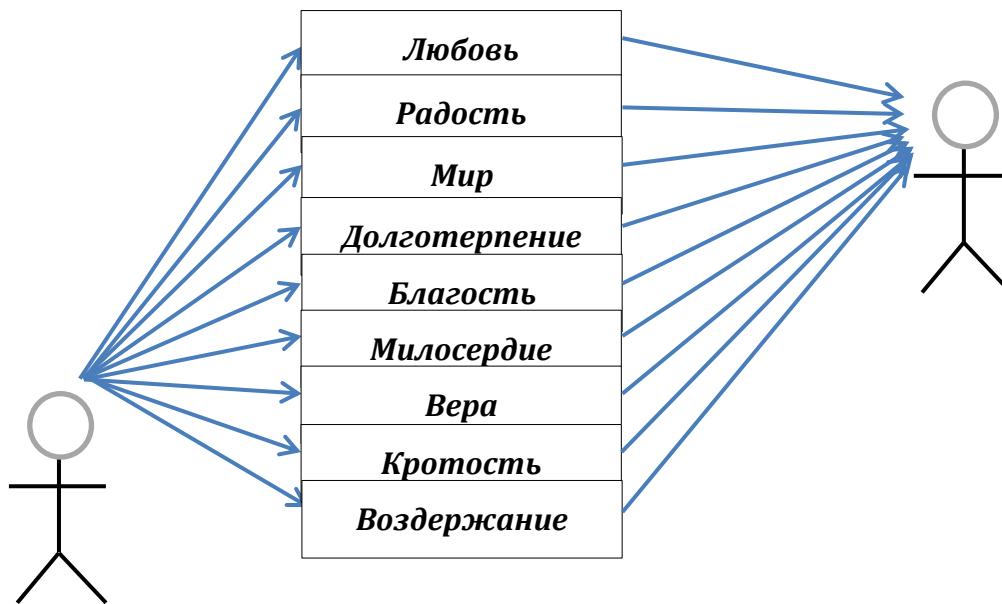 Любовь
Радость
Мир
Долготерпение
Благость
Милосердие
Вера
Кротость
Воздержание